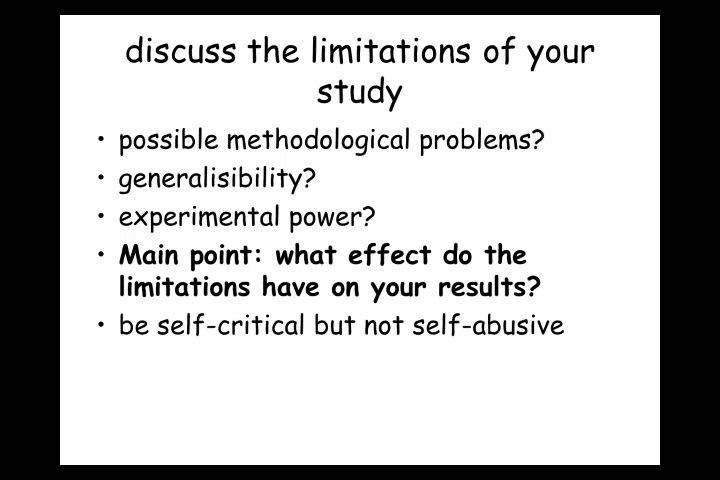 discuss the limitations of your
study
• possible methodological problems?
• generalisibility?
• experimental power?
• Main point: what effect do the
limitations have on your results?
• be self-critical but not self-abusive